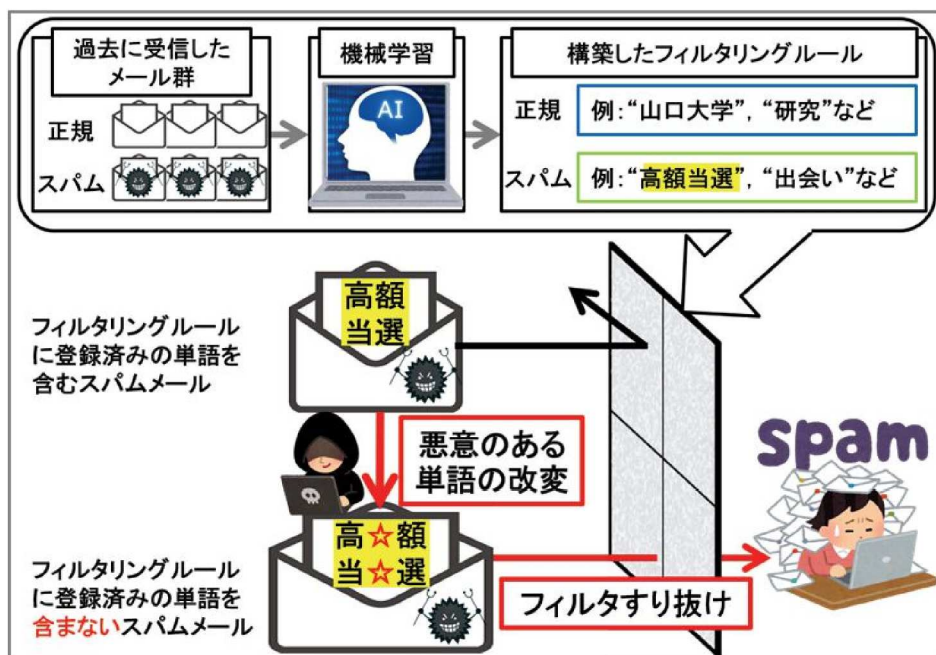 過去に受信した
メール群
正規
スパム
機械学習
AI
構築したフィルタリングルール
正規
例:“山口大学”, “研究”など
スパム
例:“高額当選”, “出会い”など
フィルタリングルール
に登録済みの単語を
含むスパムメール
高額
当選
悪意のある
単語の改変
フィルタリングルール
に登録済みの単語を
含まないスパムメール
高☆額
当☆選
フィルタすり抜け
spam